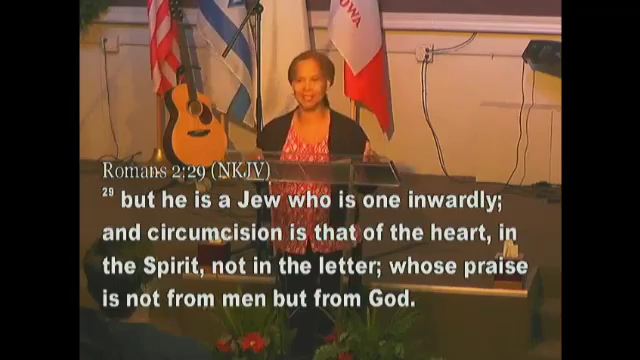 IOWA
Romans 2:29 (NKJV)
29 but he is a Jew who is one inwardly;
and circumcision is that of the heart, in
the Spirit, not in the letter; whose praise
is not from men but from God.